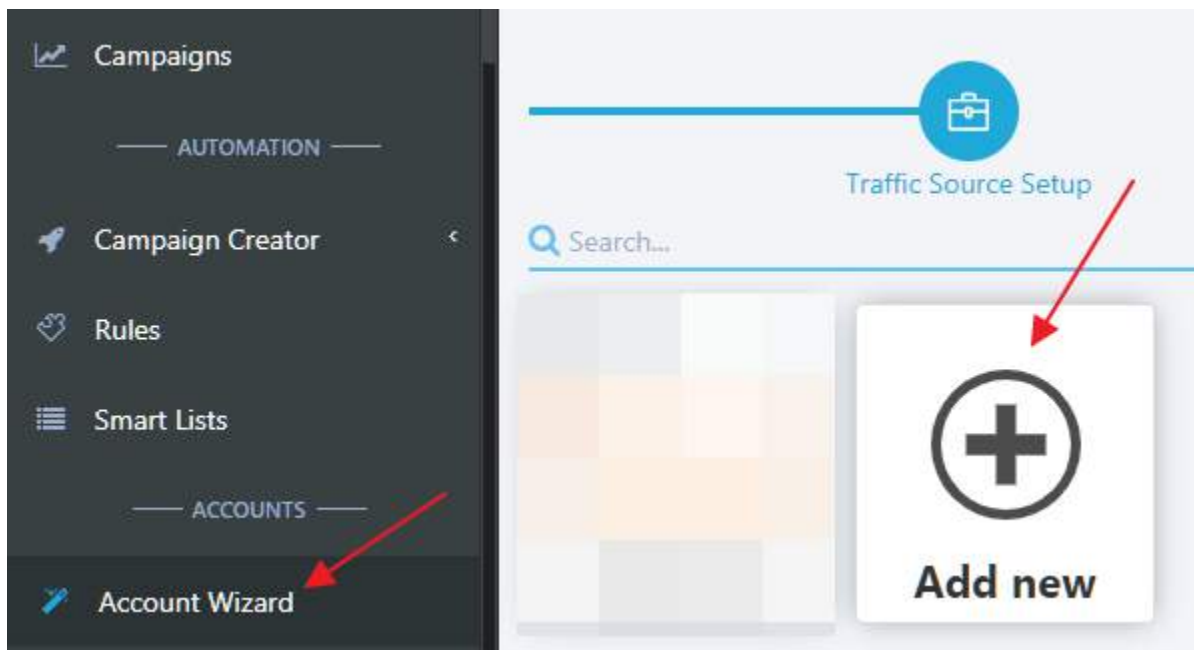 Campaigns
AUTOMATION
Campaign Creator
Rules
Smart Lists
ACCOUNTS
Account Wizard
Traffic Source Setup
Search...
Add new